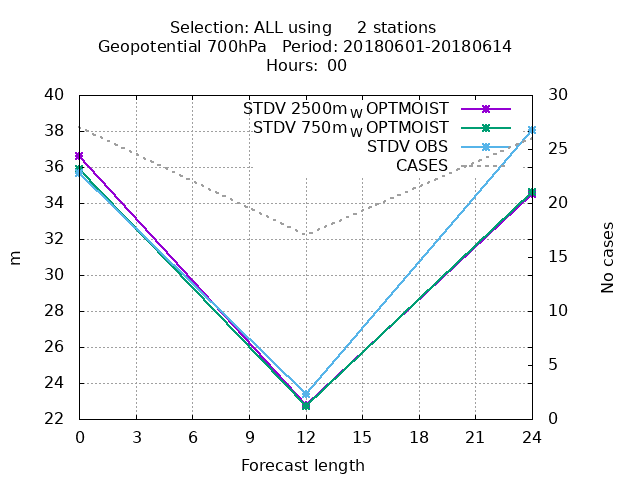 Selection: ALL using     2 stations
Geopotential 700hPa   Period: 20180601-20180614
Hours:  00
40
38
36
34
32
30
28
26
24
22
m
STDV 2500m_W OPTMOIST
STDV 750m_W OPTMOIST
STDV OBS
CASES
30
25
20
15
10
5
0
No cases
0 3 6 9 12 15 18 21 24
Forecast length